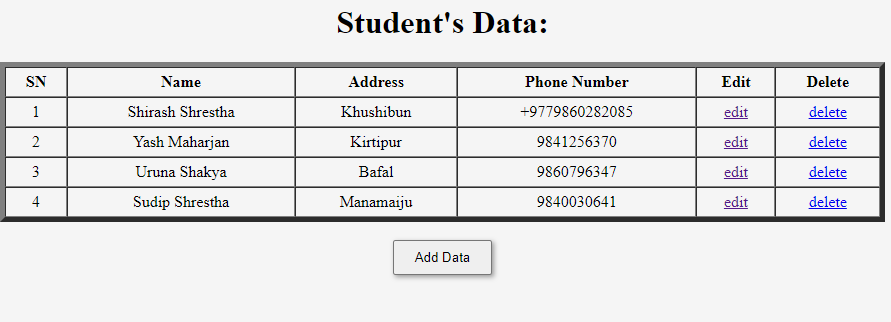 Student's Data:
SN Name Address Phone Number Edit Delete
1 Shirash Shrestha Khushibun +9779860282085 edit delete
2 Yash Maharjan Kirtipur 9841256370 edit delete
3 Uruna Shakya Bafal 9860796347 edit delete
4 Sudip Shrestha Manamaiju 9840030641 edit delete
Add Data